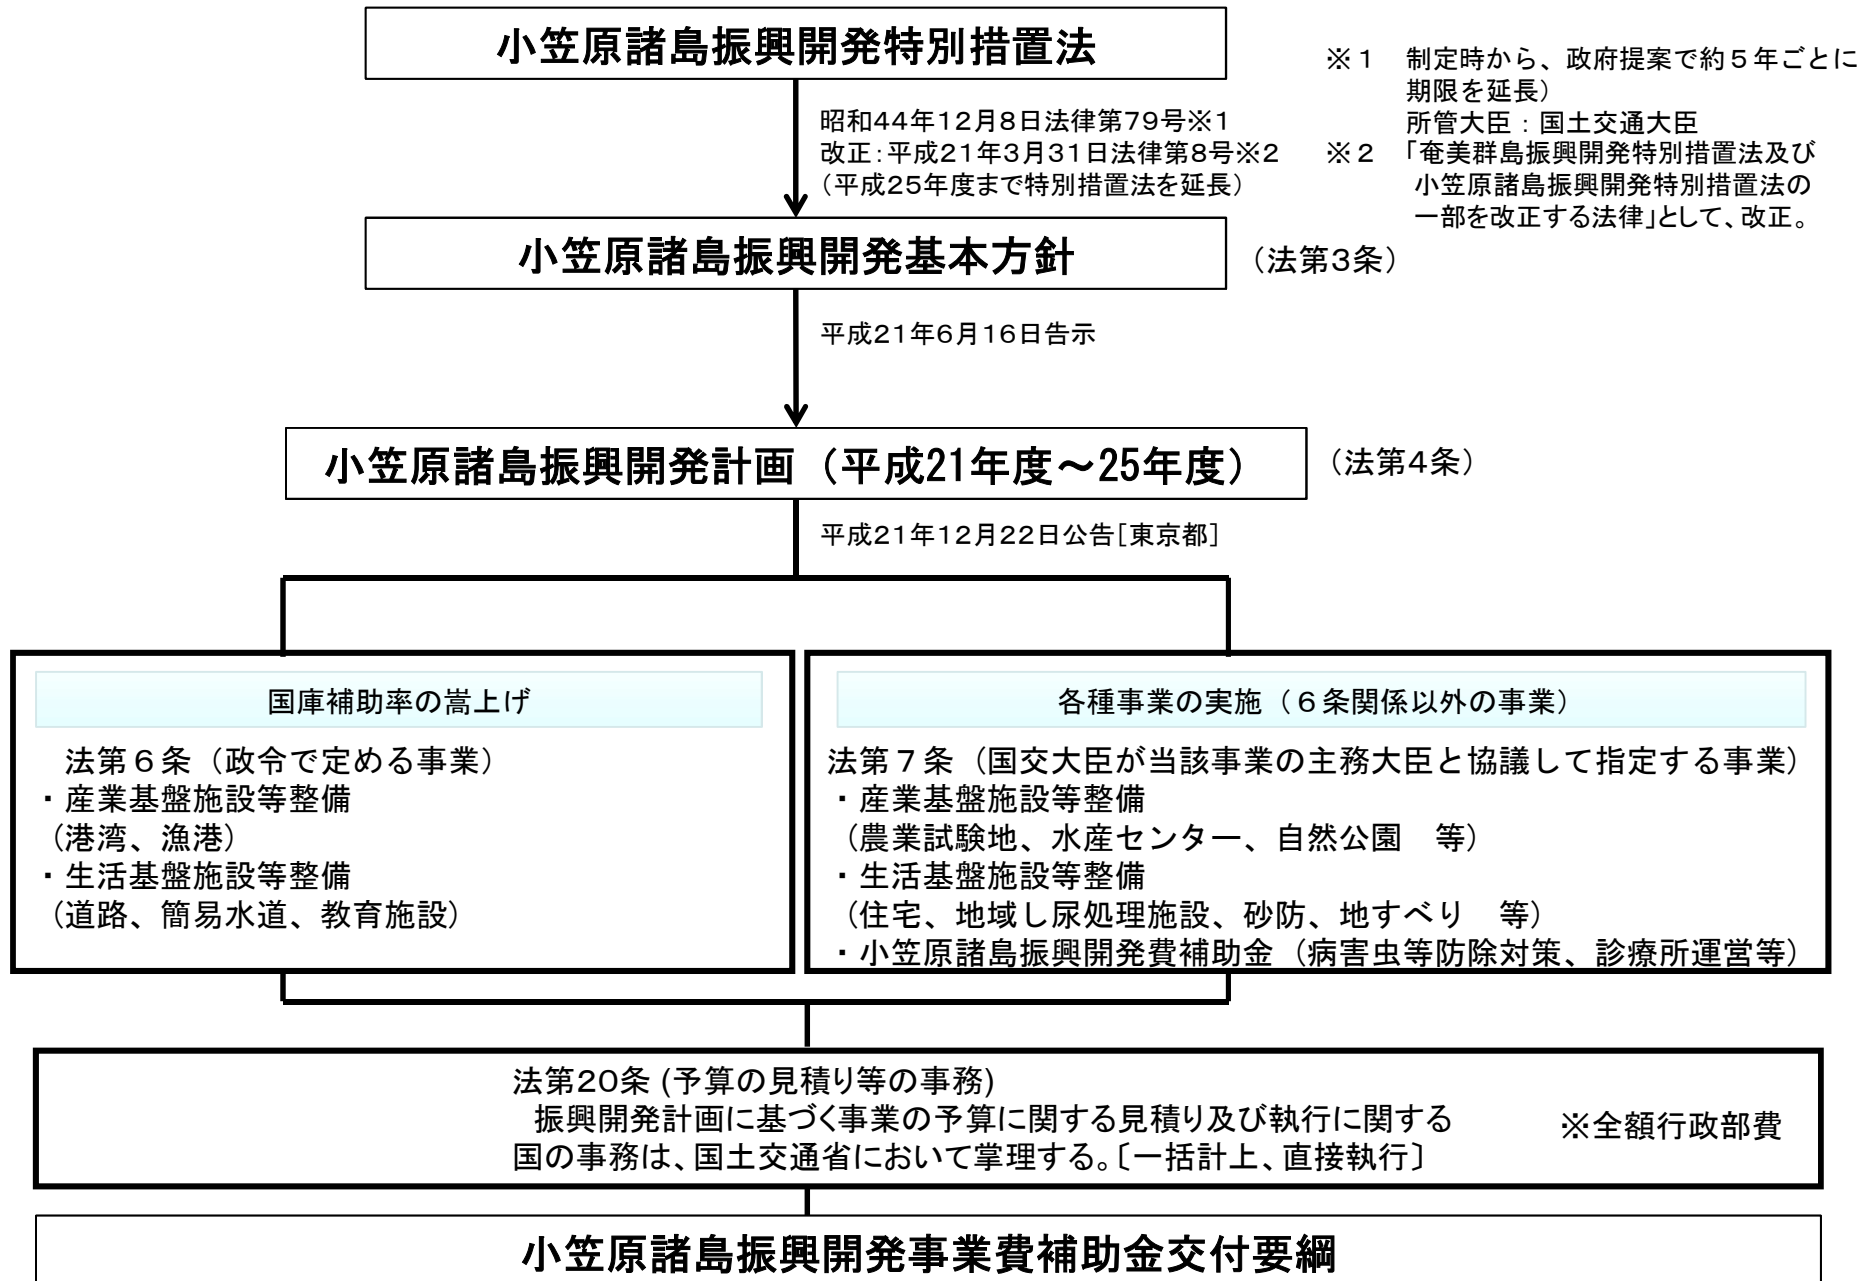 小笠原諸島振興開発特別措置法
※１　制定時から、政府提案で約５年ごとに
期限を延長）
所管大臣：国土交通大臣
※２　「奄美群島振興開発特別措置法及び
小笠原諸島振興開発特別措置法の
一部を改正する法律」として、改正。
昭和44年12月8日法律第79号※1
改正：平成21年3月31日法律第8号※2
（平成25年度まで特別措置法を延長）
小笠原諸島振興開発基本方針
（法第3条）
平成21年6月16日告示
小笠原諸島振興開発計画（平成21年度～25年度）
（法第4条）
平成21年12月22日公告［東京都］
国庫補助率の嵩上げ
法第６条（政令で定める事業）
・産業基盤施設等整備
（港湾、漁港）
・生活基盤施設等整備
（道路、簡易水道、教育施設）
各種事業の実施（６条関係以外の事業）
法第７条（国交大臣が当該事業の主務大臣と協議して指定する事業）
・産業基盤施設等整備
（農業試験地、水産センター、自然公園　等）
・生活基盤施設等整備
（住宅、地域し尿処理施設、砂防、地すべり　等）
・小笠原諸島振興開発費補助金（病害虫等防除対策、診療所運営等）
法第20条 (予算の見積り等の事務)
振興開発計画に基づく事業の予算に関する見積り及び執行に関する
国の事務は、国土交通省において掌理する。〔一括計上、直接執行〕
※全額行政部費
小笠原諸島振興開発事業費補助金交付要綱